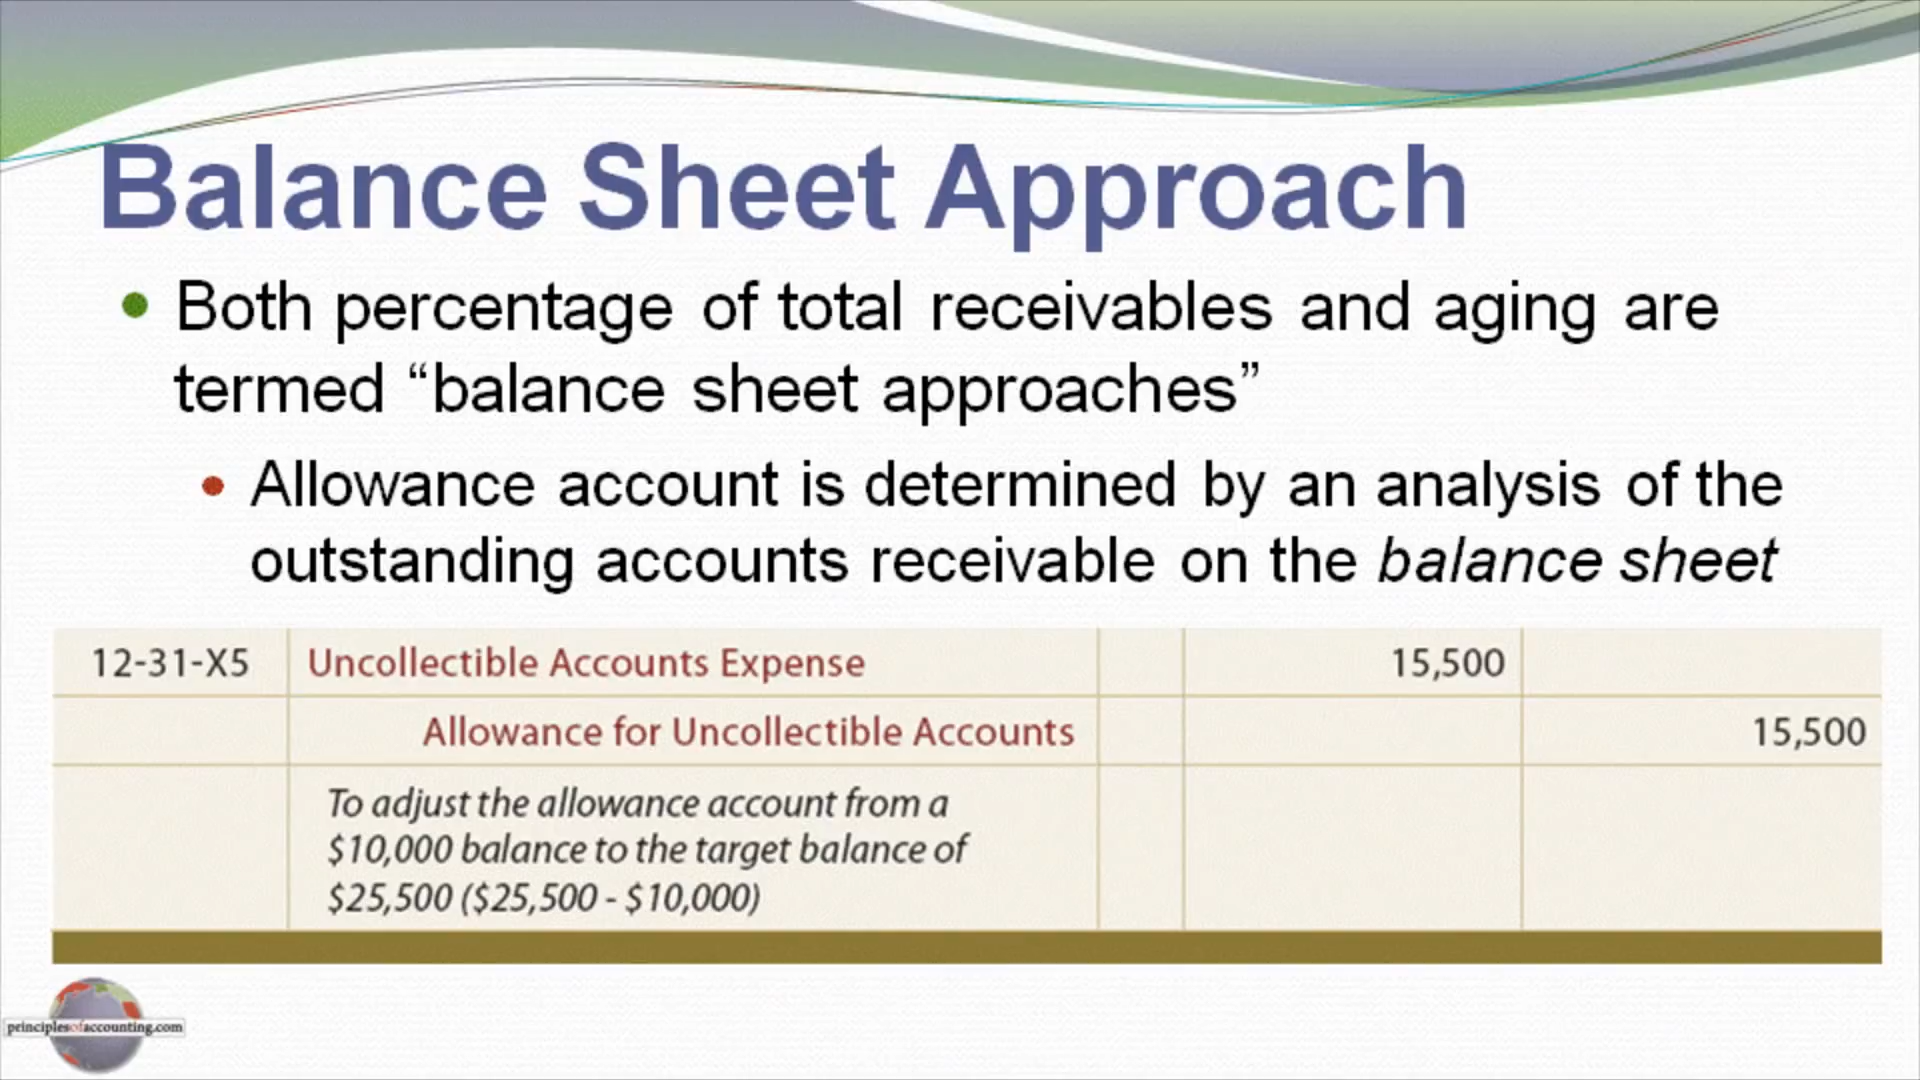 Balance Sheet Approach
Both percentage of total receivables and aging are
termed “balance sheet approaches”
Allowance account is determined by an analysis of the
outstanding accounts receivable on the balance sheet
12-31-X5 Uncollectible Accounts Expense 15,500
Allowance for Uncollectible Accounts 15,500
To adjust the allowance account from a
$10,000 balance to the target balance of
$25,500 ($25,500 - $10,000)
principlesofaccounting.com